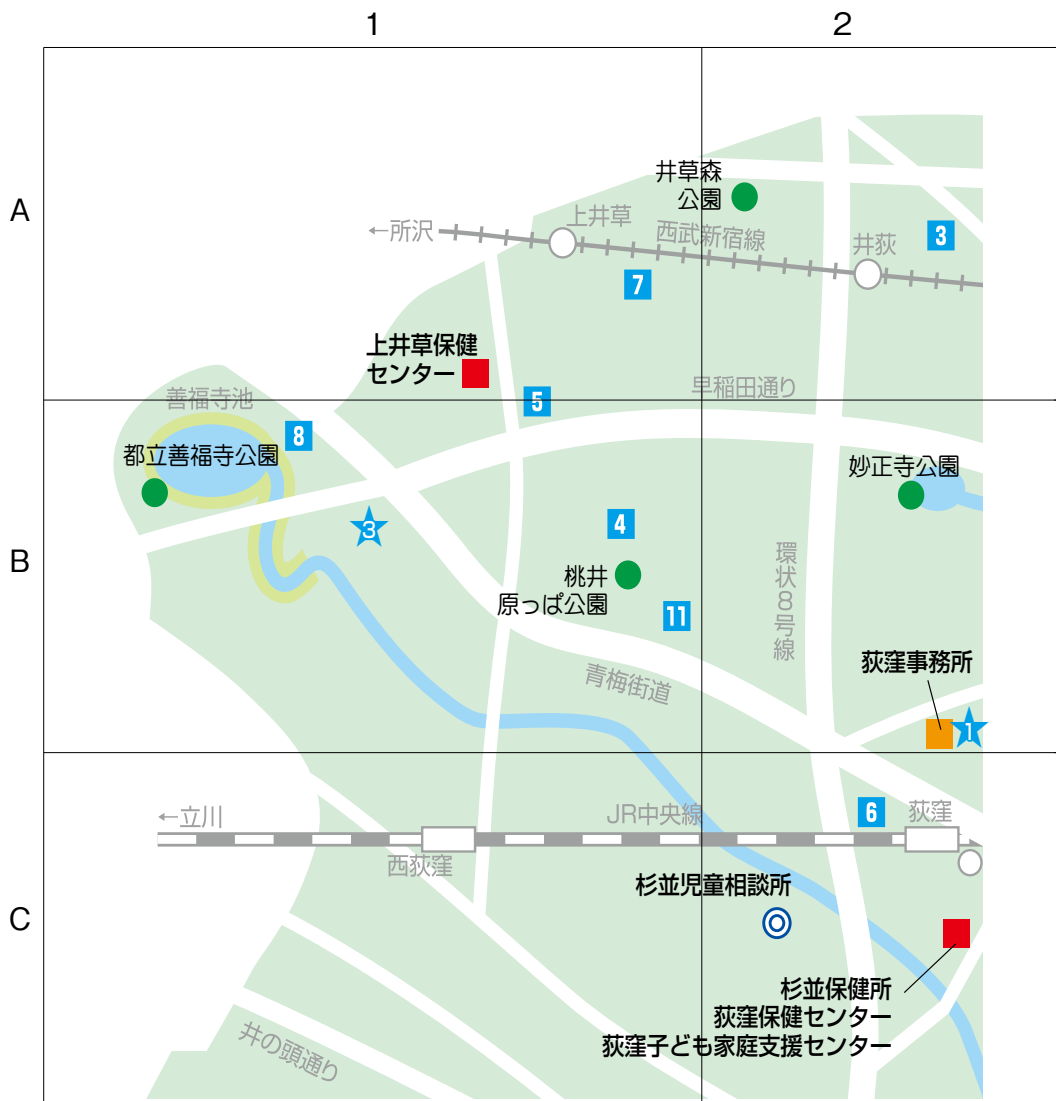 1
2
A
井草森
公園
上井草
←所沢
西武新宿線
井荻
3
7
上井草保健
センター
早稲田通り
5
善福寺池
8
都立善福寺公園
妙正寺公園
3
4
B
桃井
原っぱ公園
環状8号線
11
荻窪事務所
青梅街道
1
←立川
JR中央線
6
荻窪
西荻窪
杉並児童相談所
C
杉並保健所
荻窪保健センター
荻窪子ども家庭支援センター
井の頭通り